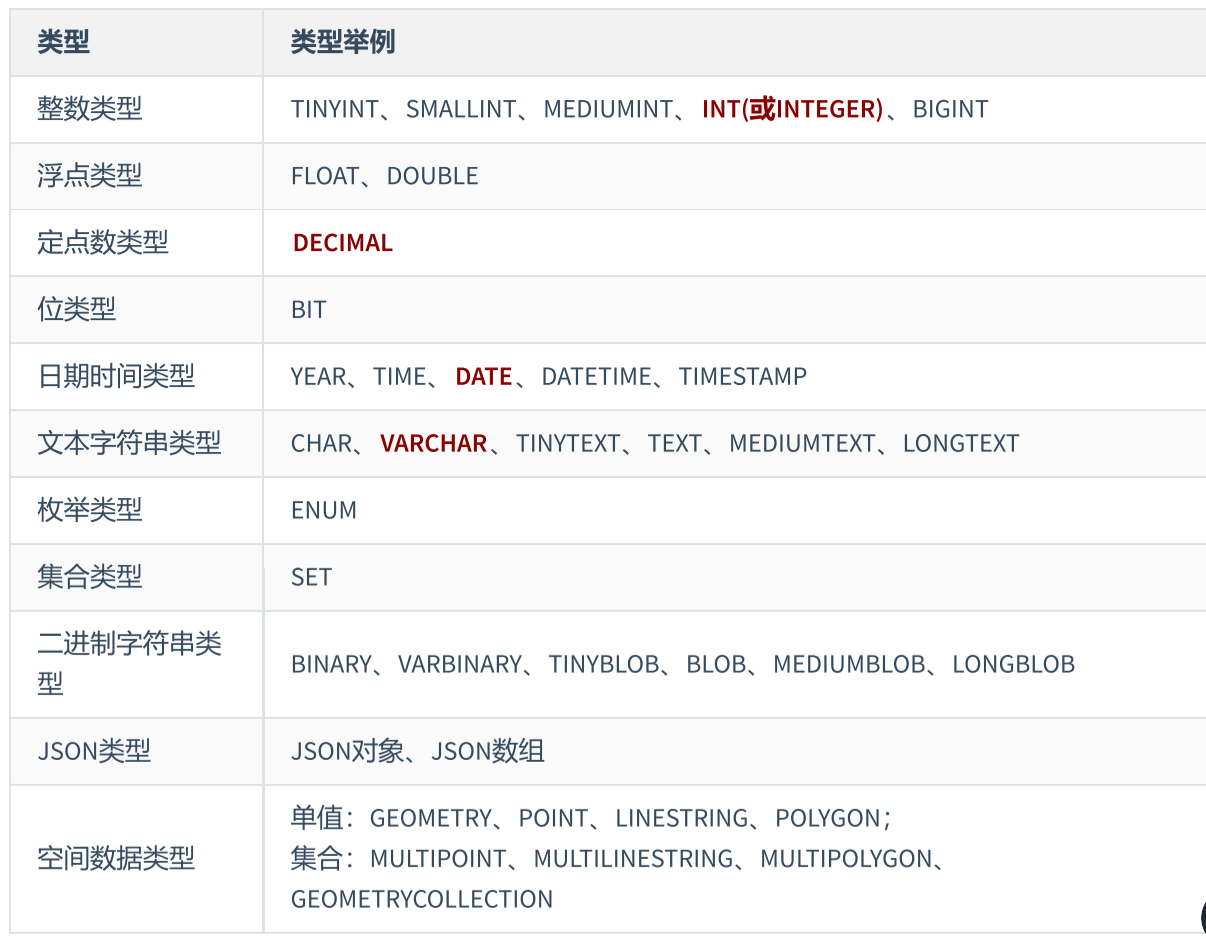 类型 类型举例
整数类型 TINYINT、SMALLINT、MEDIUMINT、INT(或INTEGER)、BIGINT
浮点类型 FLOAT、DOUBLE
定点数类型 DECIMAL
位类型 BIT
日期时间类型 YEAR、TIME、DATE、DATETIME、TIMESTAMP
文本字符串类型 CHAR、VARCHAR、TINYTEXT、TEXT、MEDIUMTEXT、LONGTEXT
枚举类型 ENUM
集合类型 SET
二进制字符串类
型
BINARY、VARBINARY、TINYBLOB、BLOB、MEDIUMBLOB、LONGBLOB
JSON类型 JSON对象、JSON数组
空间数据类型
单值：GEOMETRY、POINT、LINESTRING、POLYGON；
集合：MULTIPOINT、MULTILINESTRING、MULTIPOLYGON、
GEOMETRYCOLLECTION